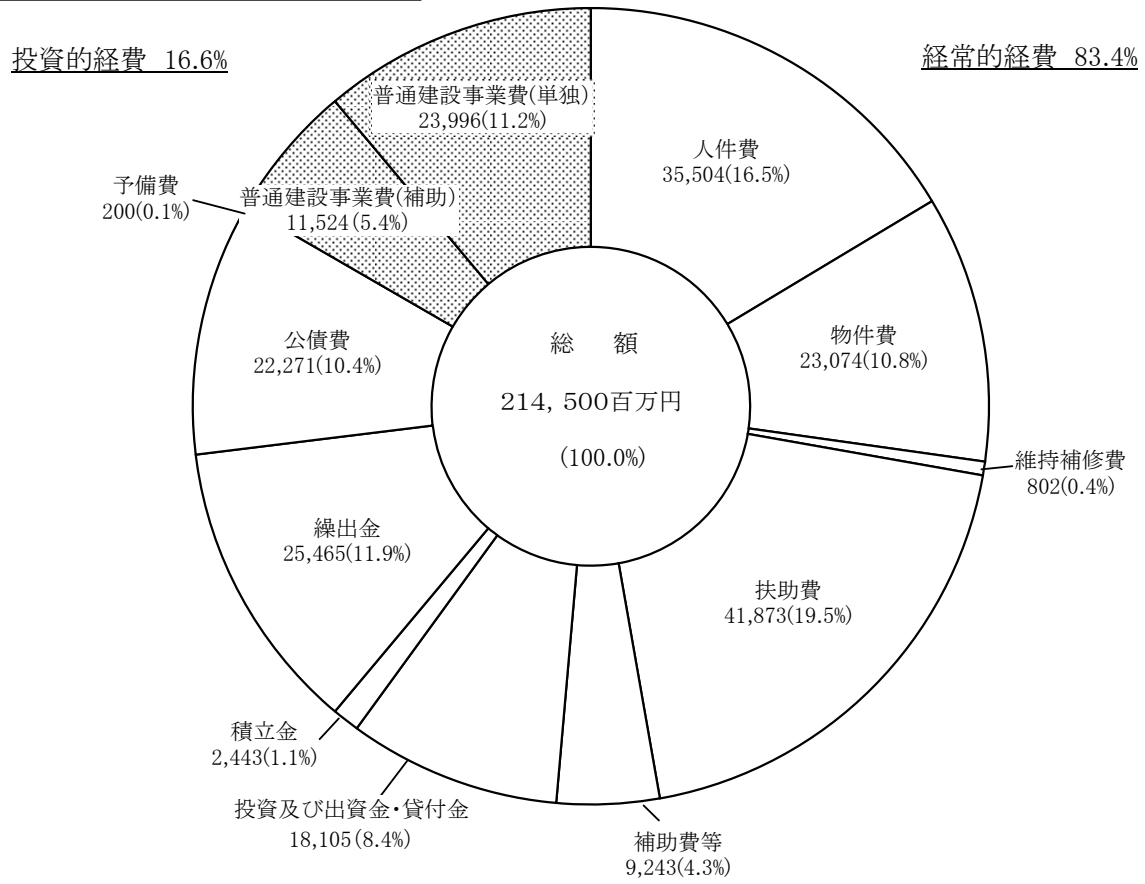 投資的経費 16.6%
経常的経費 83.4%
普通建設事業費(単独)
23,996(11.2%)
人件費
35,504(16.5%)
予備費
200(0.1%)
普通建設事業費(補助)
11,524(5.4%)
公債費
22,271(10.4%)
総 額
214,500百万円
(100.0%)
物件費
23,074(10.8%)
維持補修費
802(0.4%)
繰出金
25,465(11.9%)
扶助費
41,873(19.5%)
積立金
2,443(1.1%)
投資及び出資金・貸付金
18,105(8.4%)
補助費等
9,243(4.3%)